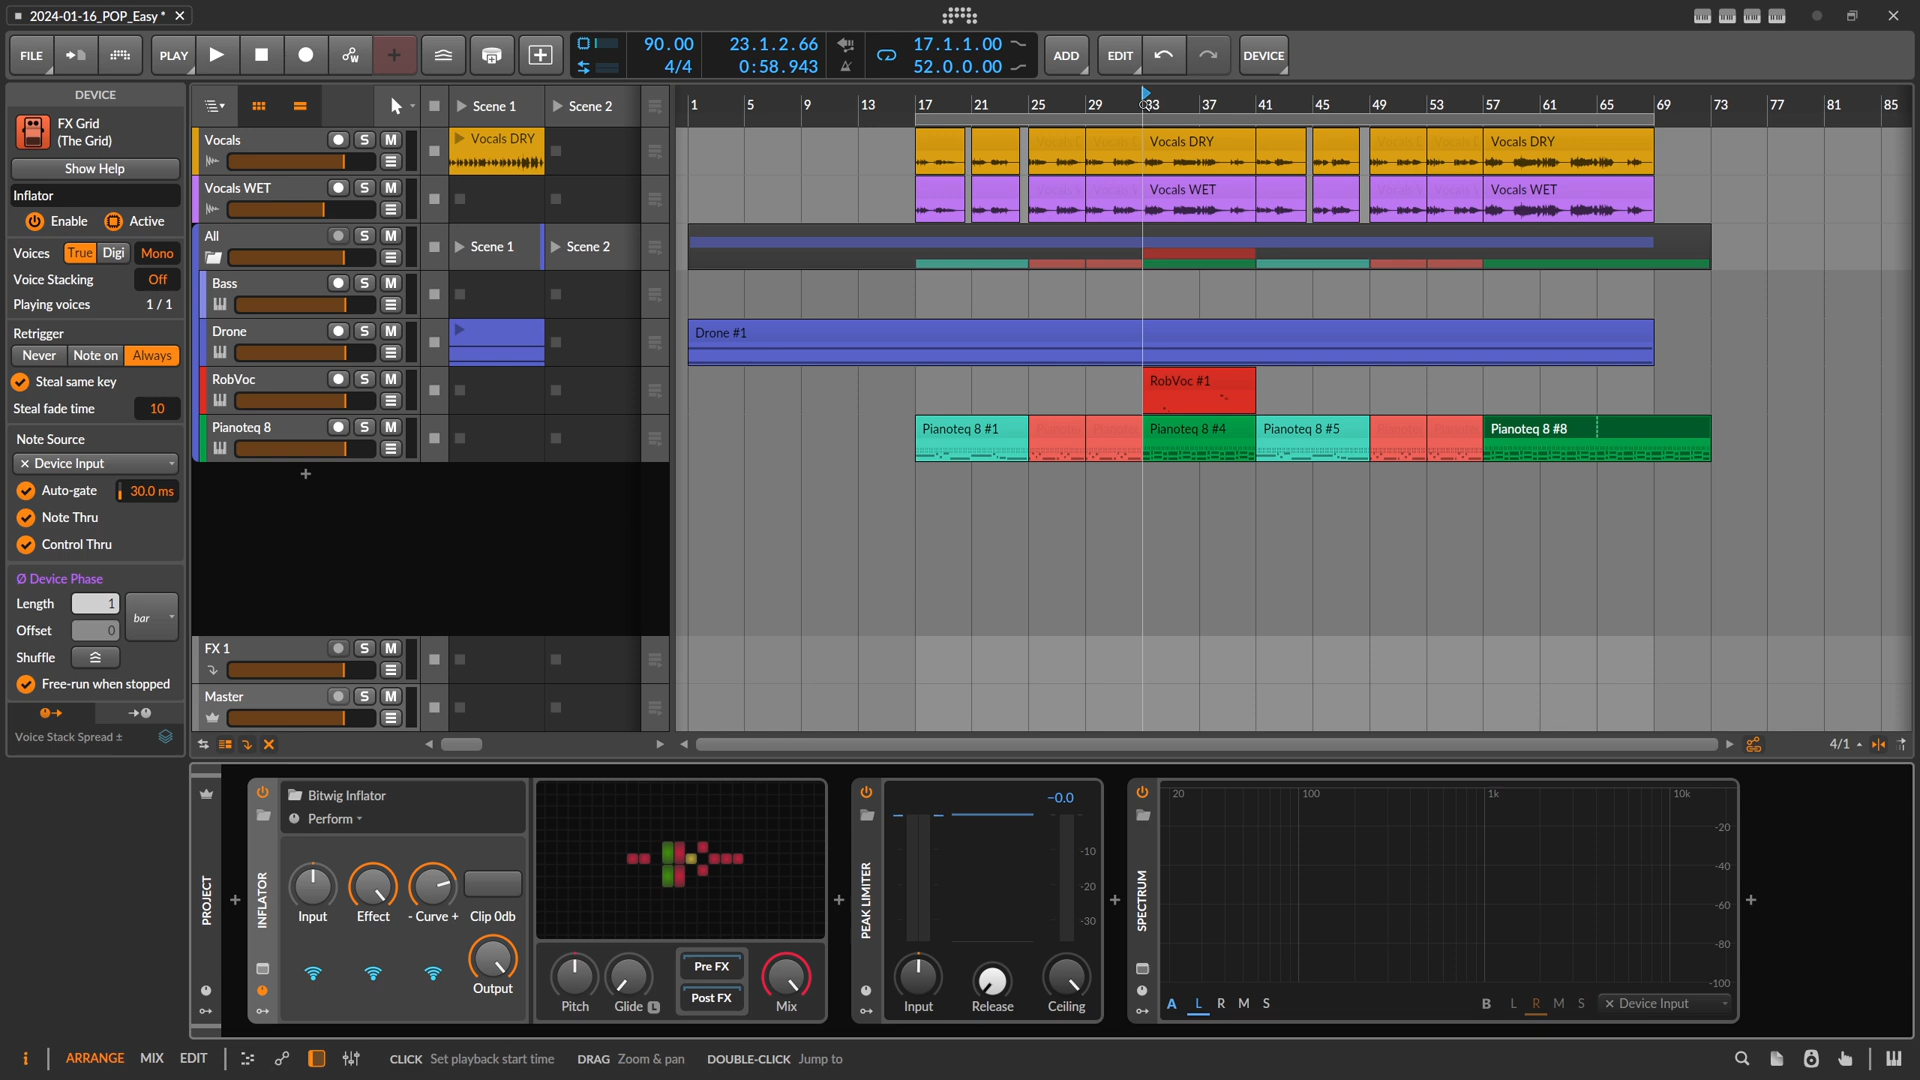 2024-01-16_POP_Easy *
FILE PLAY 90.00 4/4 23.1.2.66 0:58.943 17.1.1.00 52.0.0.00 ADD EDIT DEVICE
DEVICE
FX Grid
(The Grid)
Show Help
Inflator
Enable Active
Voices True Digi Mono
Voice Stacking Off
Playing voices 1 / 1
Retrigger
Never Note on Always
Steal same key
Steal fade time 10
Note Source
× Device Input
Auto-gate 30.0 ms
Note Thru
Control Thru
Ø Device Phase
Length 1 bar
Offset 0
Shuffle
Free-run when stopped
Voice Stack Spread ±
Scene 1 Scene 2
1 5 9 13 17 21 25 29 33 37 41 45 49 53 57 61 65 69 73 77 81 85
Vocals S M Vocals DRY Vocals DRY Vocals DRY
Vocals WET S M Vocals WET Vocals WET
All S M Scene 1 Scene 2
Bass S M
Drone S M Drone #1
RobVoc S M RobVoc #1
Pianoteq 8 S M Pianoteq 8 #1 Pianoteq 8 #4 Pianoteq 8 #5 Pianoteq 8 #8
FX 1 S M
Master S M
4/1
PROJECT
INFLATOR
Bitwig Inflator
Perform
Input Effect - Curve + Clip 0db
Output
Pitch Glide L Pre FX Post FX Mix
PEAK LIMITER
-0.0
-10
-20
-30
Input Release Ceiling
SPECTRUM
20 100 1k 10k
-20
-40
-60
-80
-100
A L R M S B L R M S × Device Input
i ARRANGE MIX EDIT CLICK Set playback start time DRAG Zoom & pan DOUBLE-CLICK Jump to